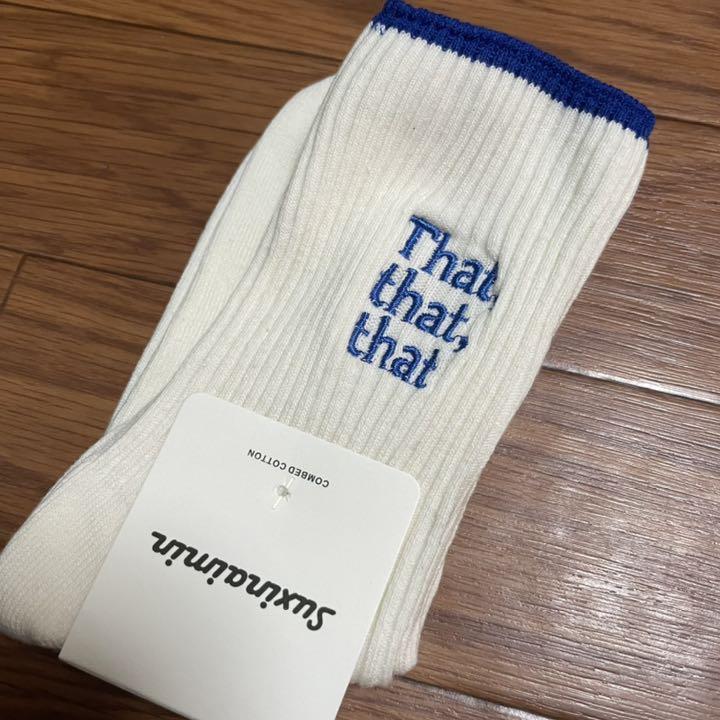 That,
that,
that
Suxinaimin
COMBED COTTON